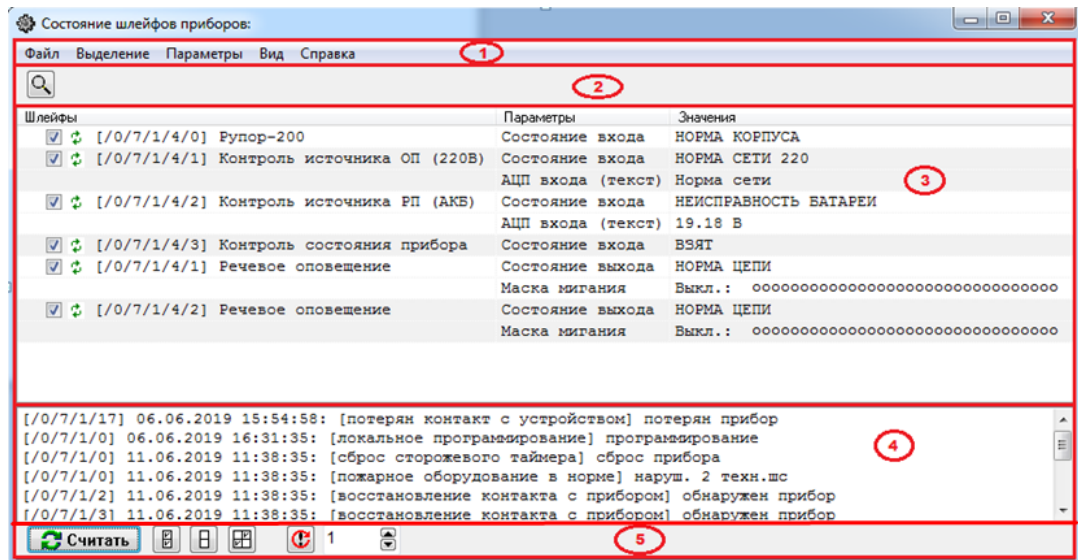 Состояние шлейфов приборов:
Файл Выделение Параметры Вид Справка 1
2
Шлейфы Параметры Значения
[/0/7/1/4/0] Рупор-200 Состояние входа НОРМА КОРПУСА
[/0/7/1/4/1] Контроль источника ОП (220В) Состояние входа НОРМА СЕТИ 220
АЦП входа (текст) Норма сети 3
[/0/7/1/4/2] Контроль источника РП (АКБ) Состояние входа НЕИСПРАВНОСТЬ БАТАРЕИ
АЦП входа (текст) 19.18 В
[/0/7/1/4/3] Контроль состояния прибора Состояние входа ВЗЯТ
[/0/7/1/4/1] Речевое оповещение Состояние выхода НОРМА ЦЕПИ
Маска мигания Выкл.: oooooooooooooooooooooooooooooooo
[/0/7/1/4/2] Речевое оповещение Состояние выхода НОРМА ЦЕПИ
Маска мигания Выкл.: oooooooooooooooooooooooooooooooo
[/0/7/1/17] 06.06.2019 15:54:58: [потерян контакт с устройством] потерян прибор
[/0/7/1/0] 06.06.2019 16:31:35: [локальное программирование] программирование
[/0/7/1/0] 11.06.2019 11:38:35: [сброс сторожевого таймера] сброс прибора 4
[/0/7/1/0] 11.06.2019 11:38:35: [пожарное оборудование в норме] наруш. 2 техн.шс
[/0/7/1/2] 11.06.2019 11:38:35: [восстановление контакта с прибором] обнаружен прибор
[/0/7/1/3] 11.06.2019 11:38:35: [восстановление контакта с прибором] обнаружен прибор
Считать 1 5